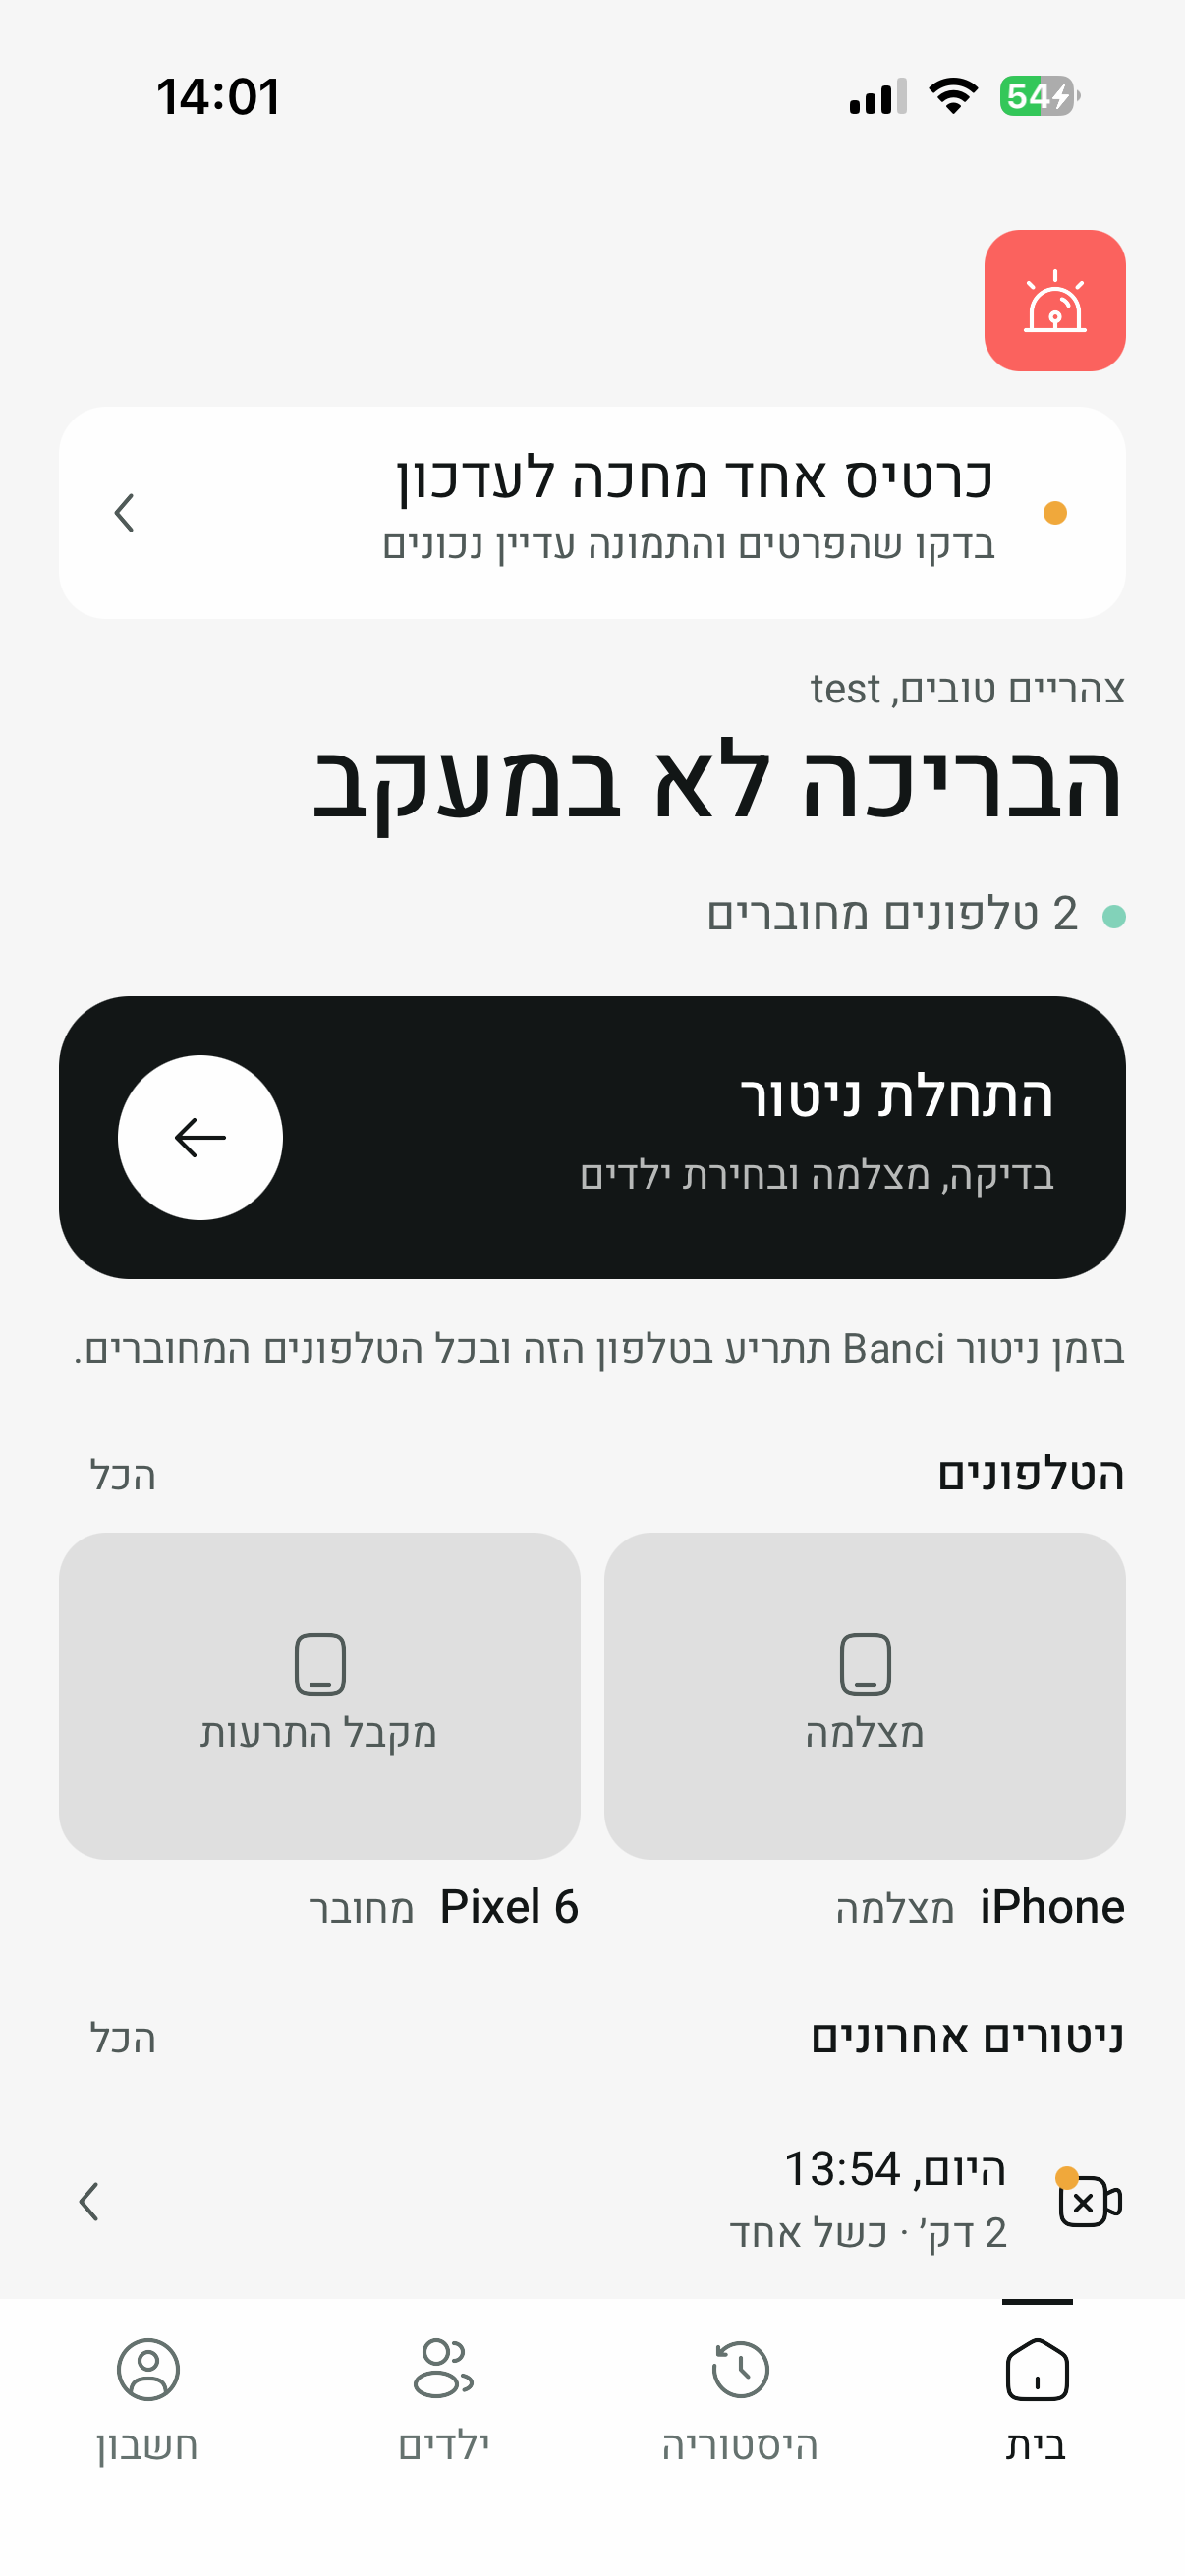 14:01
54
כרטיס אחד מחכה לעדכון
בדקו שהפרטים והתמונה עדיין נכונים
צהריים טובים, test
הבריכה לא במעקב
2 טלפונים מחוברים
התחלת ניטור
בדיקה, מצלמה ובחירת ילדים
בזמן ניטור Banci תתריע בטלפון הזה ובכל הטלפונים המחוברים.
הטלפונים
הכל
מצלמה
מקבל התרעות
iPhone מצלמה
Pixel 6 מחובר
ניטורים אחרונים
הכל
היום, 13:54
2 דק׳ · כשל אחד
בית
היסטוריה
ילדים
חשבון